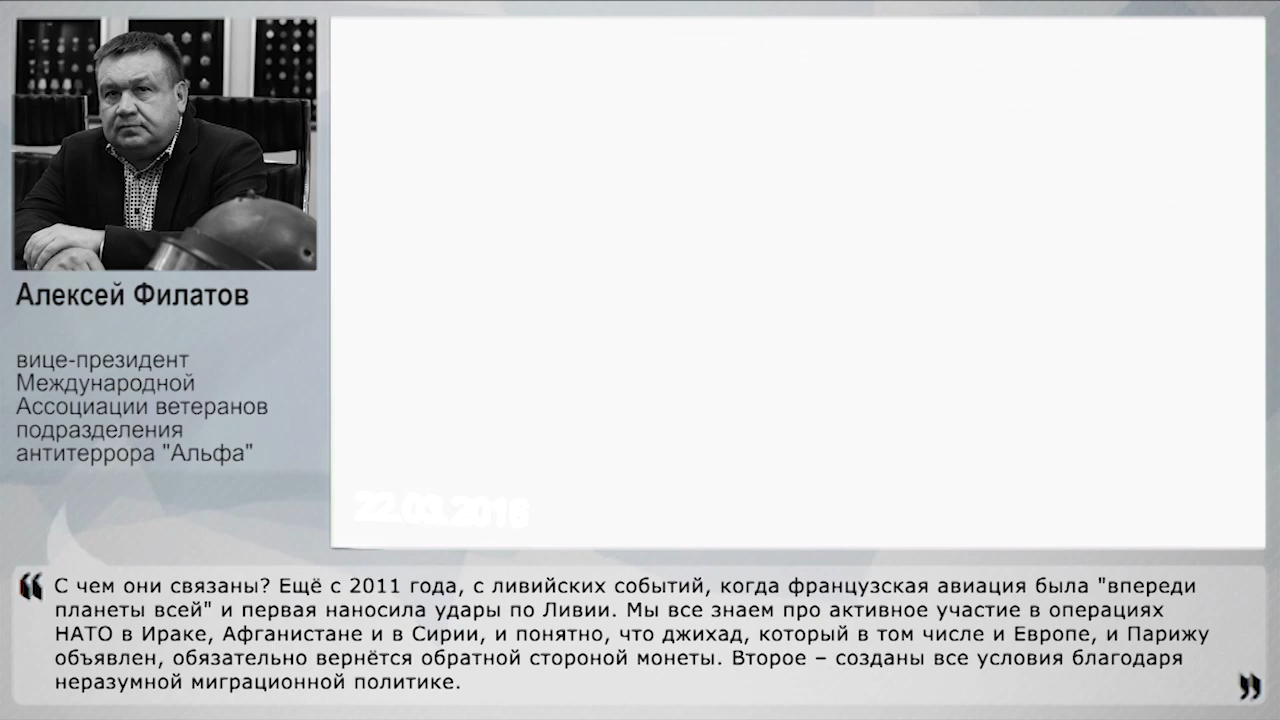 Алексей Филатов
вице-президент
Международной
Ассоциации ветеранов
подразделения
антитеррора "Альфа"
22.03.2016
С чем они связаны? Ещё с 2011 года, с ливийских событий, когда французская авиация была "впереди
планеты всей" и первая наносила удары по Ливии. Мы все знаем про активное участие в операциях
НАТО в Ираке, Афганистане и в Сирии, и понятно, что джихад, который в том числе и Европе, и Парижу
объявлен, обязательно вернётся обратной стороной монеты. Второе – созданы все условия благодаря
неразумной миграционной политике.